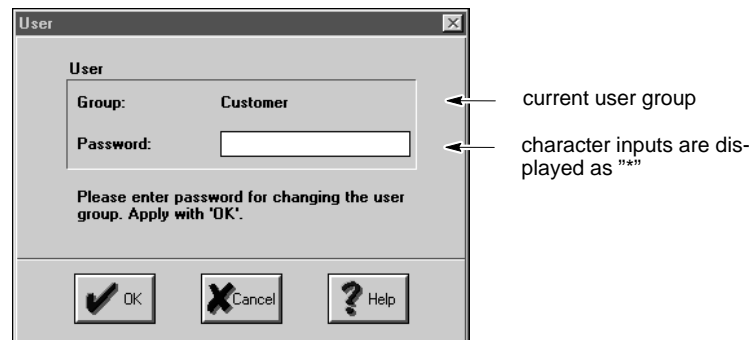 User
User
Group: Customer
current user group
Password:
character inputs are dis-
played as "*"
Please enter password for changing the user
group. Apply with 'OK'.
OK
Cancel
Help